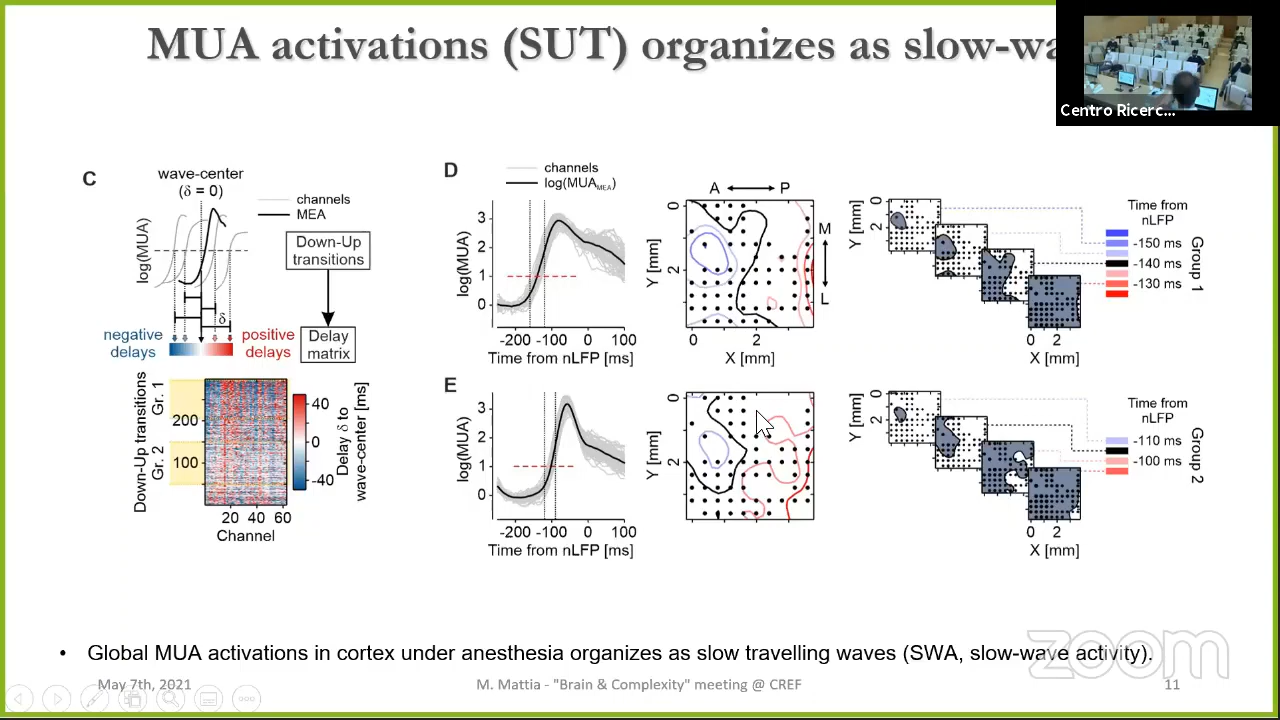 MUA activations (SUT) organizes as slow-wa
Centro Ricerc...
C
wave-center
(δ = 0)
channels
MEA
log(MUA)
Down-Up
transitions
δ
negative
delays
positive
delays
Delay
matrix
Down-Up transitions
Gr. 1
Gr. 2
200
100
20 40 60
Channel
40
0
-40
Delay δ to
wave-center [ms]
D
channels
log(MUA MEA)
log(MUA)
3
2
1
0
-200 -100 0 100
Time from nLFP [ms]
A P
M
L
Y [mm]
0
2
0 2
X [mm]
Y [mm]
0
2
0 2
X [mm]
Time from
nLFP
-150 ms
-140 ms
-130 ms
Group 1
E
log(MUA)
3
2
1
0
-200 -100 0 100
Time from nLFP [ms]
Y [mm]
0
2
0 2
X [mm]
Y [mm]
0
2
0 2
X [mm]
Time from
nLFP
-110 ms
-100 ms
Group 2
• Global MUA activations in cortex under anesthesia organizes as slow travelling waves (SWA, slow-wave activity).
zoom
May 7th, 2021
M. Mattia - "Brain & Complexity" meeting @ CREF
11